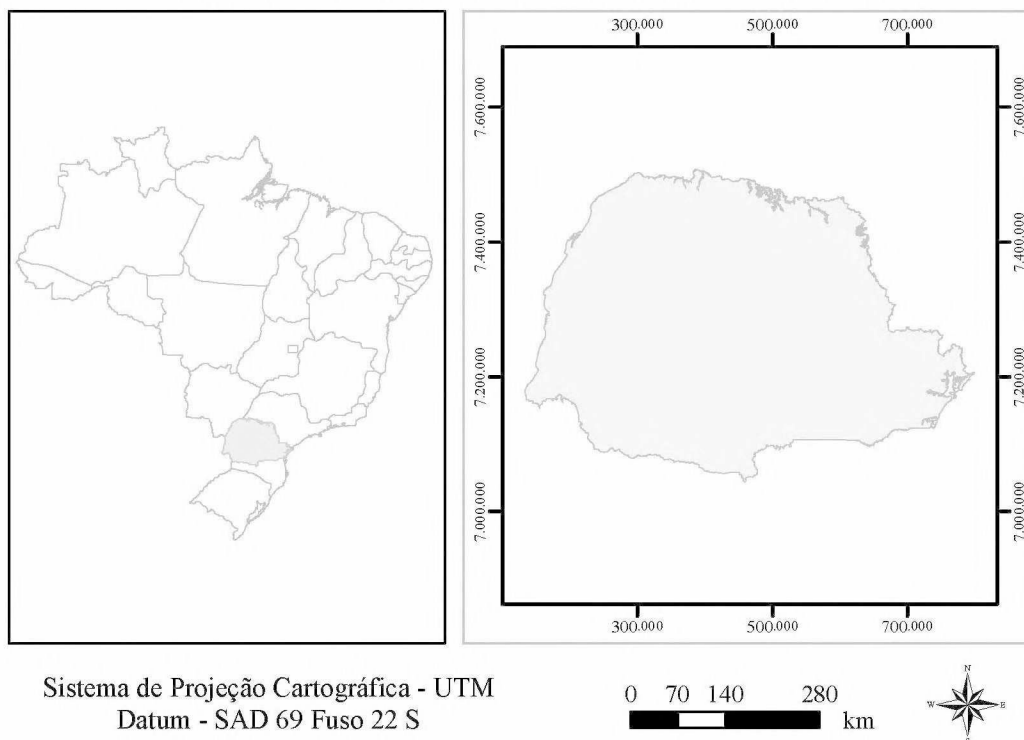 300.000 500.000 700.000
7.600.000 7.600.000
7.400.000 7.400.000
7.200.000 7.200.000
7.000.000 7.000.000
300.000 500.000 700.000
Sistema de Projeção Cartográfica - UTM
Datum - SAD 69 Fuso 22 S
0 70 140 280
km
N
W E
S